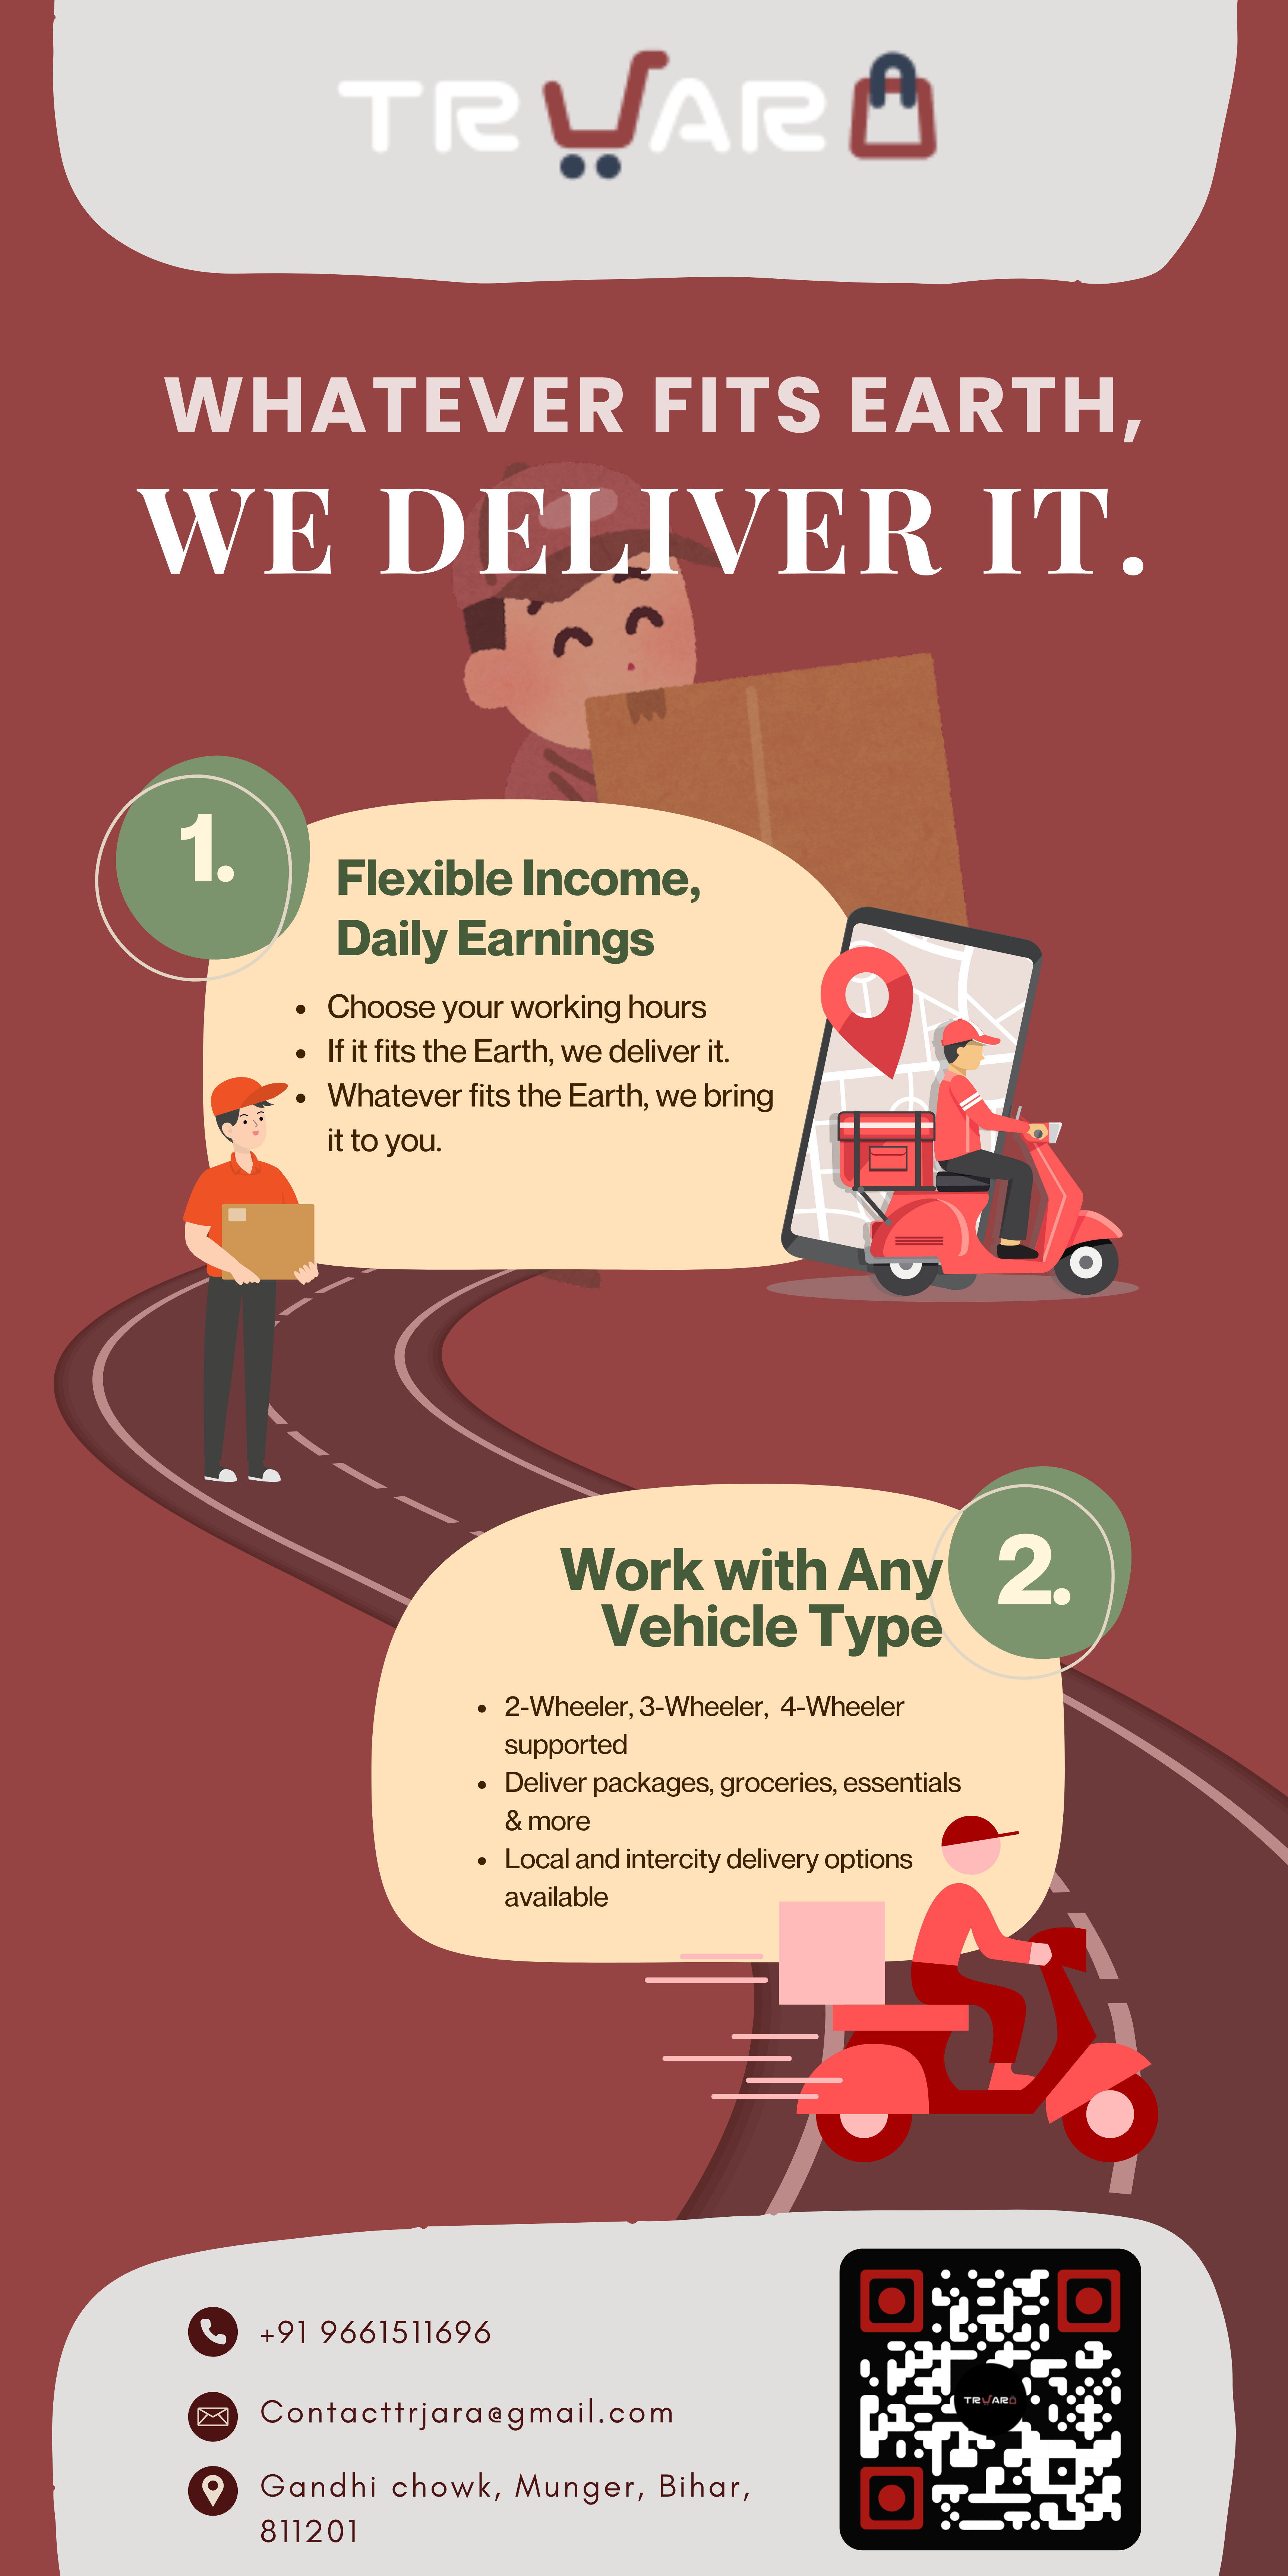 TRJARA
WHATEVER FITS EARTH,
WE DELIVER IT.
1.
Flexible Income,
Daily Earnings
• Choose your working hours
• If it fits the Earth, we deliver it.
• Whatever fits the Earth, we bring
it to you.
2.
Work with Any
Vehicle Type
• 2-Wheeler, 3-Wheeler, 4-Wheeler
supported
• Deliver packages, groceries, essentials
& more
• Local and intercity delivery options
available
+91 9661511696
Contacttrjara@gmail.com
Gandhi chowk, Munger, Bihar,
811201
TRJARA